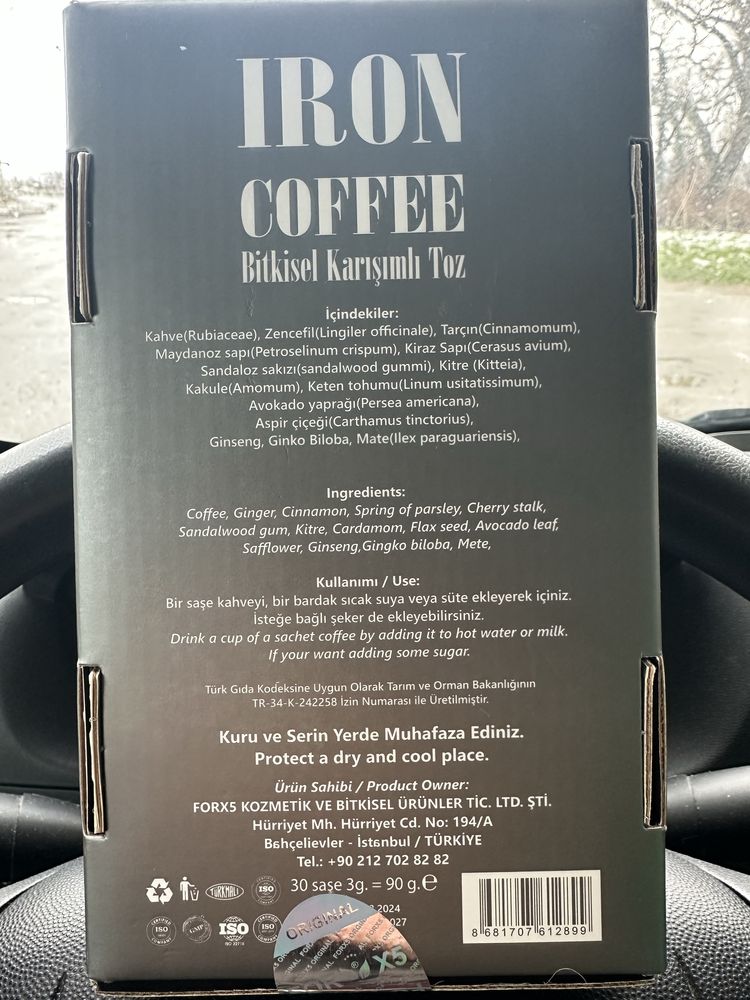 IRON
COFFEE
Bitkisel Karışımlı Toz
İçindekiler:
Kahve(Rubiaceae), Zencefil(Lingiler officinale), Tarçın(Cinnamomum),
Maydanoz sapı(Petroselinum crispum), Kiraz Sapı(Cerasus avium),
Sandaloz sakızı(sandalwood gummi), Kitre (Kitteia),
Kakule(Amomum), Keten tohumu(Linum usitatissimum),
Avokado yaprağı(Persea americana),
Aspir çiçeği(Carthamus tinctorius),
Ginseng, Ginko Biloba, Mate(Ilex paraguariensis),
Ingredients:
Coffee, Ginger, Cinnamon, Spring of parsley, Cherry stalk,
Sandalwood gum, Kitre, Cardamom, Flax seed, Avocado leaf,
Safflower, Ginseng,Gingko biloba, Mete,
Kullanımı / Use:
Bir saşe kahveyi, bir bardak sıcak suya veya süte ekleyerek içiniz.
İsteğe bağlı şeker de ekleyebilirsiniz.
Drink a cup of a sachet coffee by adding it to hot water or milk.
If your want adding some sugar.
Türk Gıda Kodeksine Uygun Olarak Tarım ve Orman Bakanlığının
TR-34-K-242258 İzin Numarası ile Üretilmiştir.
Kuru ve Serin Yerde Muhafaza Ediniz.
Protect a dry and cool place.
Ürün Sahibi / Product Owner:
FORX5 KOZMETİK VE BİTKİSEL ÜRÜNLER TİC. LTD. ŞTİ.
Hürriyet Mh. Hürriyet Cd. No: 194/A
Bahçelievler - İstanbul / TÜRKİYE
Tel.: +90 212 702 82 82
TÜRKMALI ISO 30 saşe 3g. = 90 g.e
ISO GMP ISO ISO
2024
027
ORIGINAL
X5
8 681707 612899